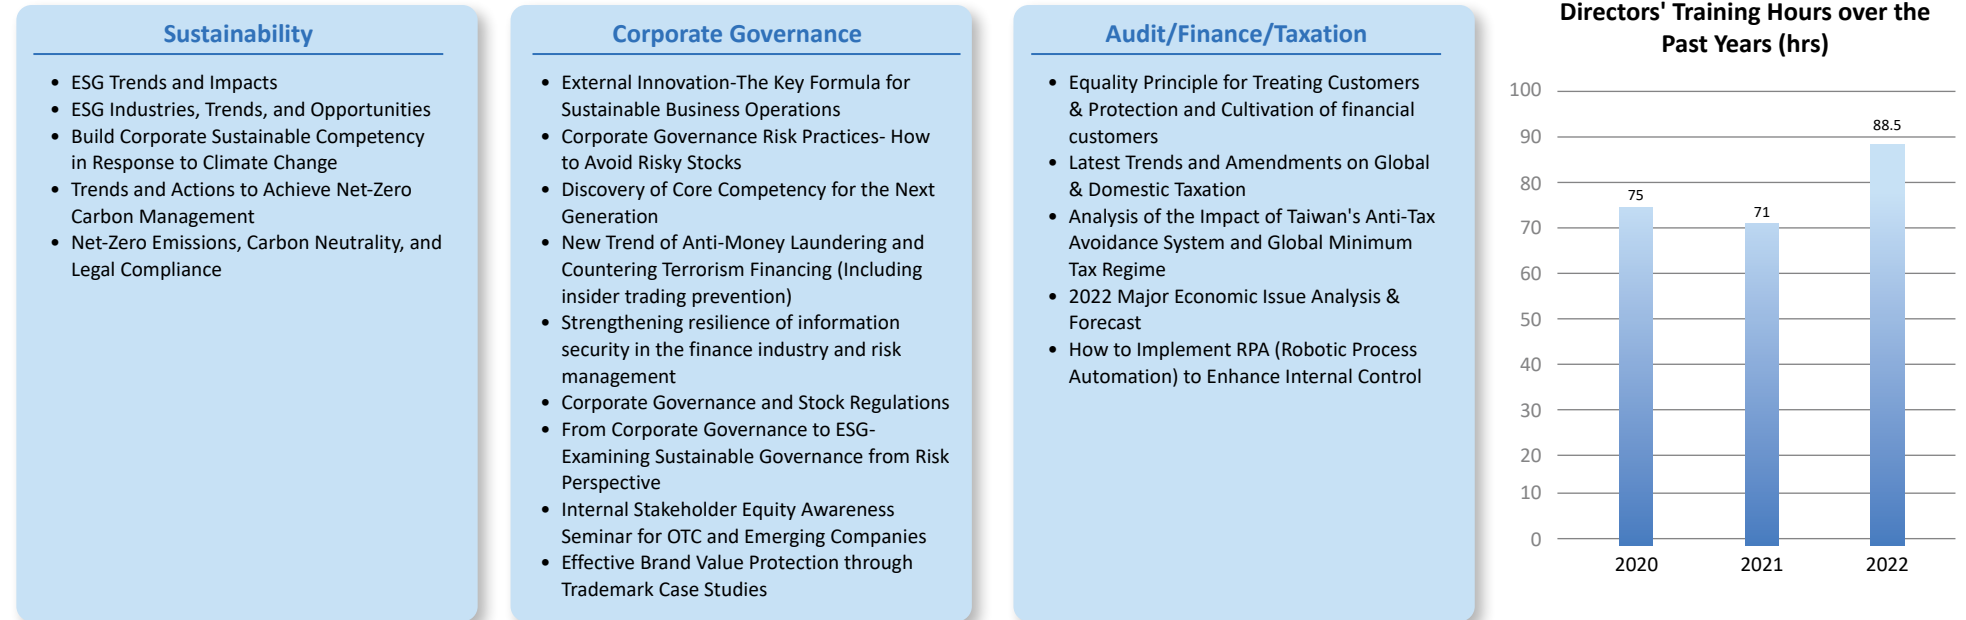 Sustainability
• ESG Trends and Impacts
• ESG Industries, Trends, and Opportunities
• Build Corporate Sustainable Competency
in Response to Climate Change
• Trends and Actions to Achieve Net-Zero
Carbon Management
• Net-Zero Emissions, Carbon Neutrality, and
Legal Compliance
Corporate Governance
• External Innovation-The Key Formula for
Sustainable Business Operations
• Corporate Governance Risk Practices- How
to Avoid Risky Stocks
• Discovery of Core Competency for the Next
Generation
• New Trend of Anti-Money Laundering and
Countering Terrorism Financing (Including
insider trading prevention)
• Strengthening resilience of information
security in the finance industry and risk
management
• Corporate Governance and Stock Regulations
• From Corporate Governance to ESG-
Examining Sustainable Governance from Risk
Perspective
• Internal Stakeholder Equity Awareness
Seminar for OTC and Emerging Companies
• Effective Brand Value Protection through
Trademark Case Studies
Audit/Finance/Taxation
• Equality Principle for Treating Customers
& Protection and Cultivation of financial
customers
• Latest Trends and Amendments on Global
& Domestic Taxation
• Analysis of the Impact of Taiwan's Anti-Tax
Avoidance System and Global Minimum
Tax Regime
• 2022 Major Economic Issue Analysis &
Forecast
• How to Implement RPA (Robotic Process
Automation) to Enhance Internal Control
Directors' Training Hours over the
Past Years (hrs)
100
90
80
70
60
50
40
30
20
10
0
75
71
88.5
2020
2021
2022